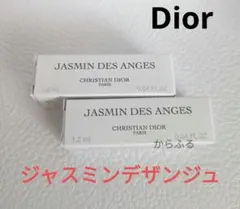 Dior
JASMIN DES ANGES
CHRISTIAN DIOR
PARIS
JASMIN DES ANGES
CHRISTIAN DIOR
PARIS
からふる
ジャスミンデザンジュ